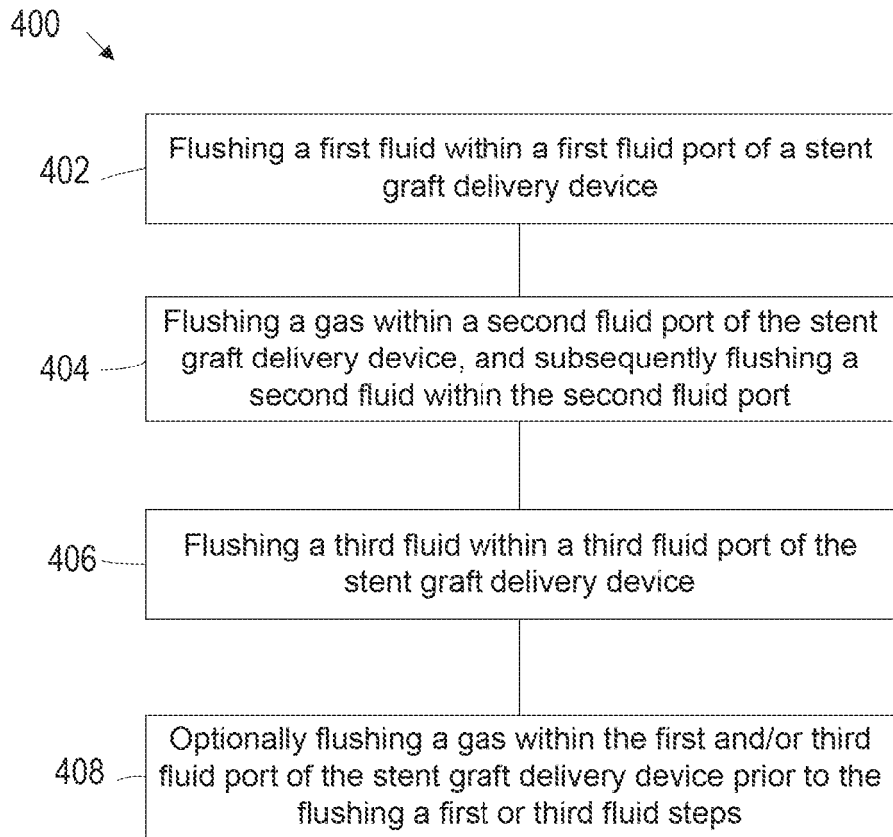 400
402
Flushing a first fluid within a first fluid port of a stent
graft delivery device
404
Flushing a gas within a second fluid port of the stent
graft delivery device, and subsequently flushing a
second fluid within the second fluid port
406
Flushing a third fluid within a third fluid port of the
stent graft delivery device
408
Optionally flushing a gas within the first and/or third
fluid port of the stent graft delivery device prior to the
flushing a first or third fluid steps